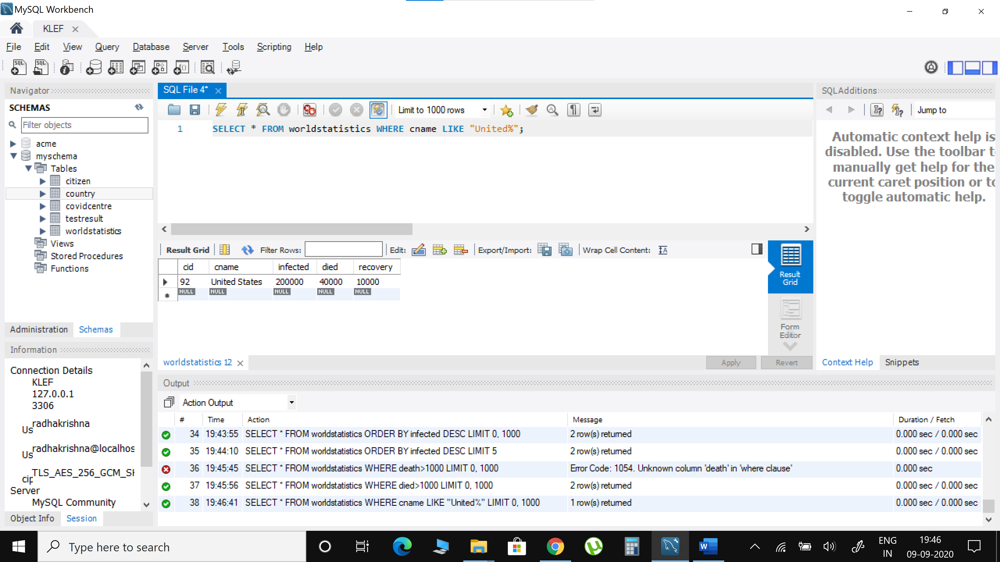 MySQL Workbench
KLEF
File Edit View Query Database Server Tools Scripting Help
Navigator
SCHEMAS
Filter objects
acme
myschema
Tables
citizen
country
covidcentre
testresult
worldstatistics
Views
Stored Procedures
Functions
Administration Schemas
Information
Connection Details
KLEF
127.0.0.1
3306
Us radhakrishna
Us radhakrishna@localhos
cip TLS_AES_256_GCM_SH
Server
MySQL Community
Object Info Session
SQL File 4*
Limit to 1000 rows
1 SELECT * FROM worldstatistics WHERE cname LIKE "United%";
Result Grid Filter Rows: Edit: Export/Import: Wrap Cell Content:
cid cname infected died recovery
92 United States 200000 40000 10000
NULL NULL NULL NULL NULL
Result
Grid
Form
Editor
worldstatistics 12 Apply Revert
SQLAdditions
Jump to
Automatic context help is
disabled. Use the toolbar t
manually get help for the
current caret position or to
toggle automatic help.
Context Help Snippets
Output
Action Output
# Time Action Message Duration / Fetch
34 19:43:55 SELECT * FROM worldstatistics ORDER BY infected DESC LIMIT 0, 1000 2 row(s) returned 0.000 sec / 0.000 sec
35 19:44:10 SELECT * FROM worldstatistics ORDER BY infected DESC LIMIT 5 2 row(s) returned 0.000 sec / 0.000 sec
36 19:45:45 SELECT * FROM worldstatistics WHERE death>1000 LIMIT 0, 1000 Error Code: 1054. Unknown column 'death' in 'where clause' 0.000 sec
37 19:45:56 SELECT * FROM worldstatistics WHERE died>1000 LIMIT 0, 1000 2 row(s) returned 0.000 sec / 0.000 sec
38 19:46:41 SELECT * FROM worldstatistics WHERE cname LIKE "United%" LIMIT 0, 1000 1 row(s) returned 0.000 sec / 0.000 sec
Type here to search
ENG
IN
19:46
09-09-2020